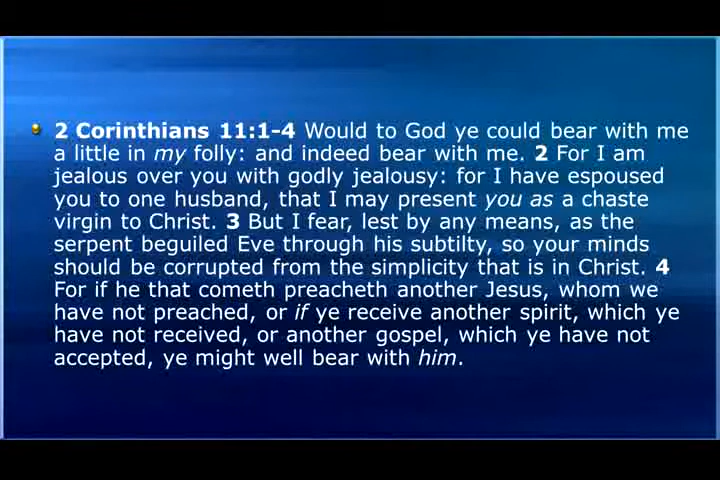 2 Corinthians 11:1-4 Would to God ye could bear with me
a little in my folly: and indeed bear with me. 2 For I am
jealous over you with godly jealousy: for I have espoused
you to one husband, that I may present you as a chaste
virgin to Christ. 3 But I fear, lest by any means, as the
serpent beguiled Eve through his subtilty, so your minds
should be corrupted from the simplicity that is in Christ. 4
For if he that cometh preacheth another Jesus, whom we
have not preached, or if ye receive another spirit, which ye
have not received, or another gospel, which ye have not
accepted, ye might well bear with him.